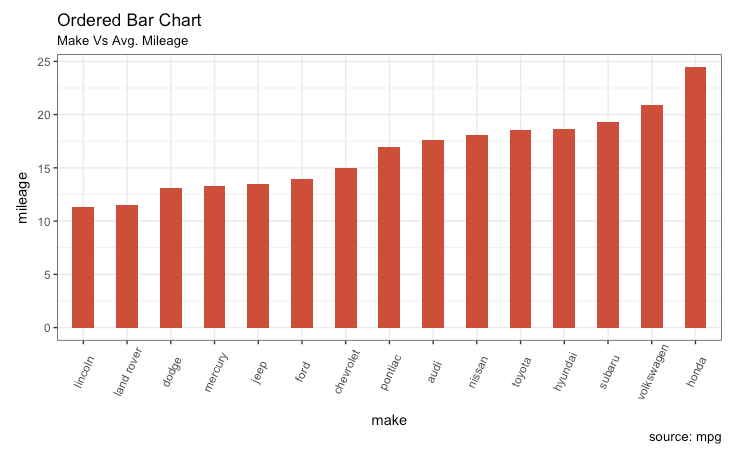 Ordered Bar Chart
Make Vs Avg. Mileage
25
20
15
10
5
0
mileage
lincoln
land rover
dodge
mercury
jeep
ford
chevrolet
pontiac
audi
nissan
toyota
hyundai
subaru
volkswagen
honda
make
source: mpg